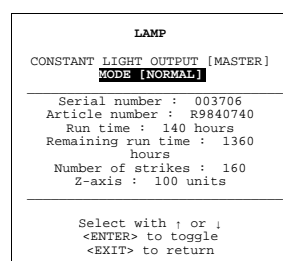 LAMP
CONSTANT LIGHT OUTPUT [MASTER]
MODE [NORMAL]
Serial number : 003706
Article number : R9840740
Run time : 140 hours
Remaining run time : 1360
hours
Number of strikes : 160
Z-axis : 100 units
Select with ↑ or ↓
<ENTER> to toggle
<EXIT> to return